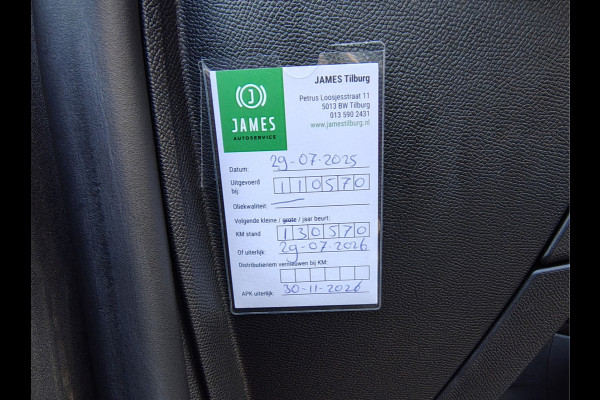 JAMES Tilburg
Petrus Loosjesstraat 11
5013 BW Tilburg
013 590 2431
www.jamestilburg.nl
J
JAMES
AUTOSERVICE
Datum: 29-07-2025
Uitgevoerd bij: 110570
Oliekwaliteit:
Volgende kleine / grote / jaar beurt:
KM stand 130570
Of uiterlijk: 29-07-2026
Distributieriem vernieuwen bij KM:
APK uiterlijk: 30-11-2026